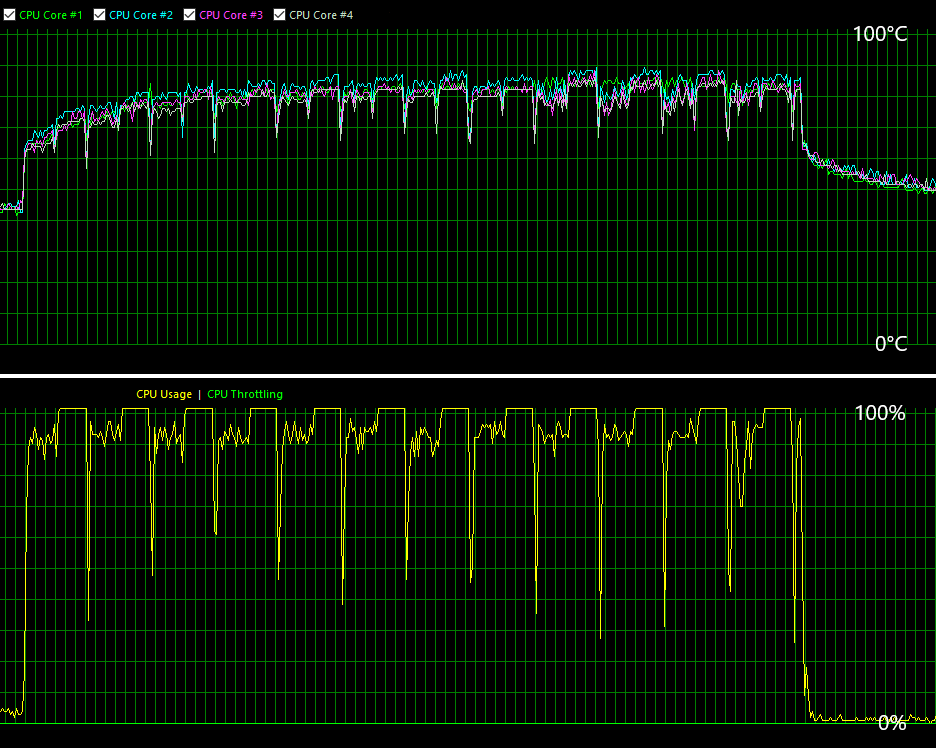 CPU Core #1 CPU Core #2 CPU Core #3 CPU Core #4
100°C
0°C
CPU Usage | CPU Throttling
100%
0%